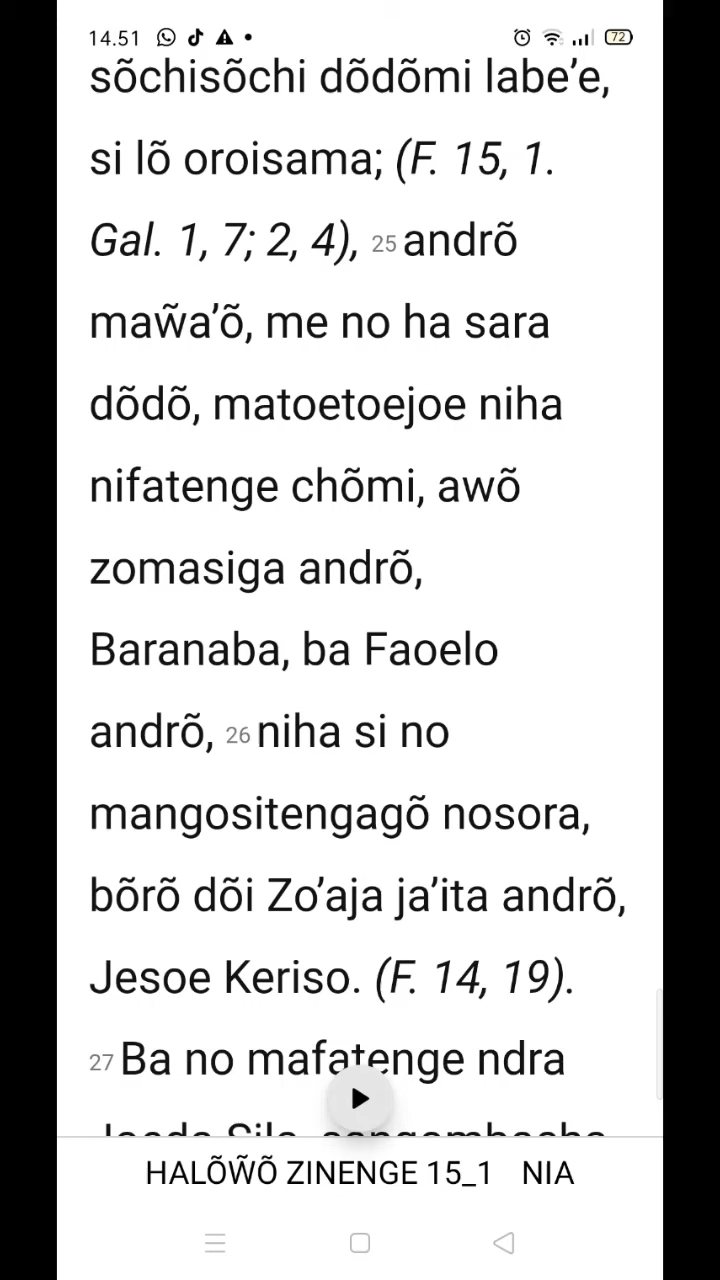 14.51
72
sõchisõchi dõdõmi labe’e,
si lõ oroisama; (F. 15, 1.
Gal. 1, 7; 2, 4), 25 andrõ
maw̃a’õ, me no ha sara
dõdõ, matoetoejoe niha
nifatenge chõmi, awõ
zomasiga andrõ,
Baranaba, ba Faoelo
andrõ, 26 niha si no
mangositengagõ nosora,
bõrõ dõi Zo’aja ja’ita andrõ,
Jesoe Keriso. (F. 14, 19).
27 Ba no mafatenge ndra
HALÕW̃Õ ZINENGE 15_1 NIA